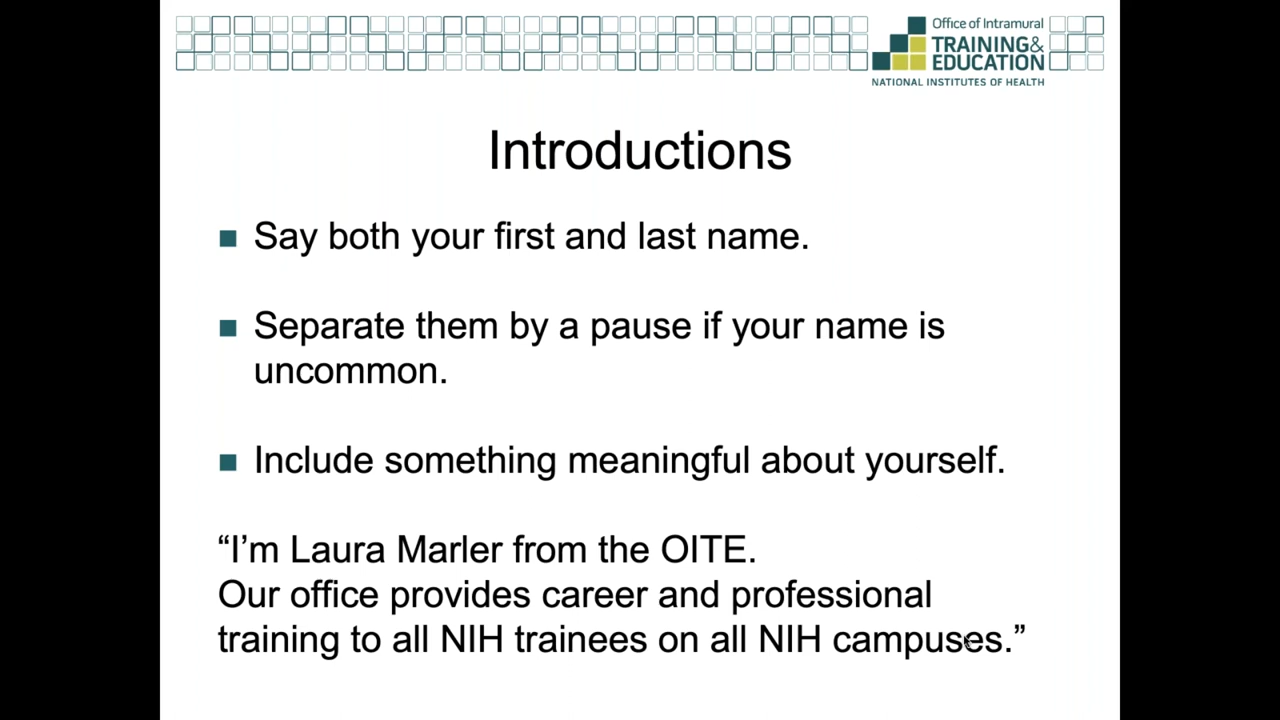 Office of Intramural
TRAINING&
EDUCATION
NATIONAL INSTITUTES OF HEALTH
Introductions
Say both your first and last name.
Separate them by a pause if your name is
uncommon.
Include something meaningful about yourself.
“I’m Laura Marler from the OITE.
Our office provides career and professional
training to all NIH trainees on all NIH campuses.”